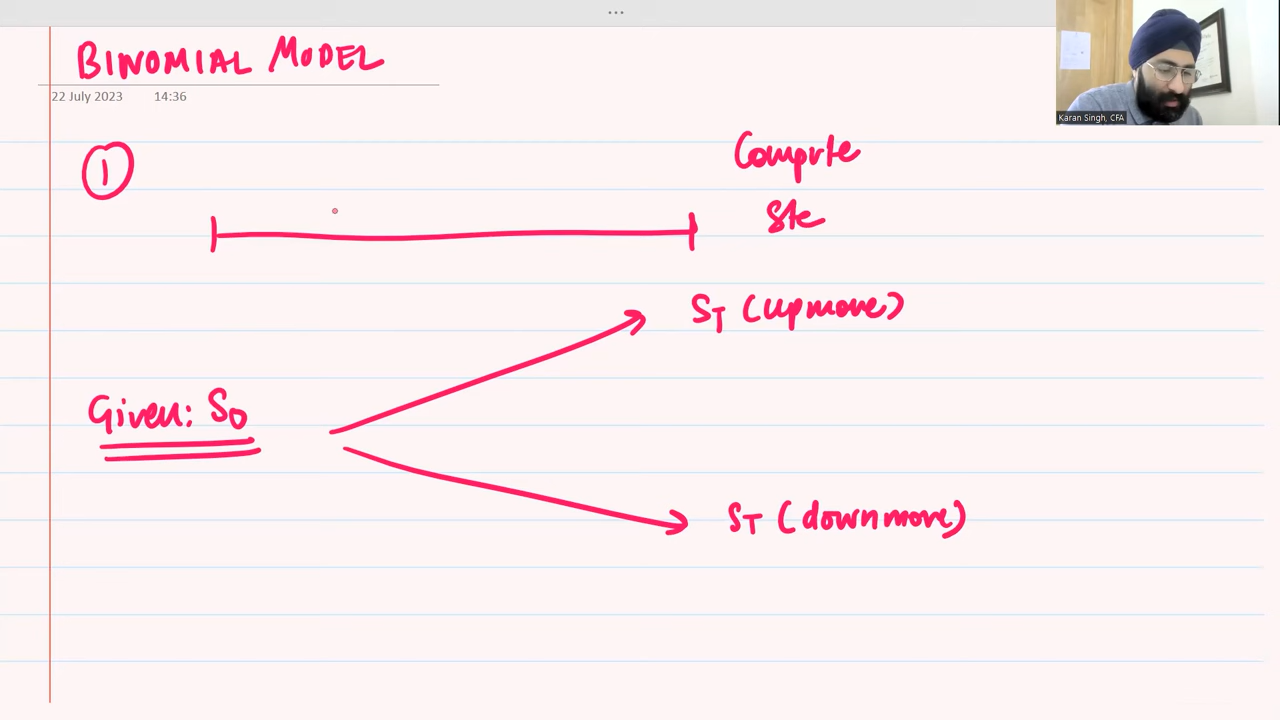 BINOMIAL MODEL
22 July 2023 14:36
Karan Singh, CFA
①
Compute
Ste
ST (upmove)
Given: S0
ST (downmove)